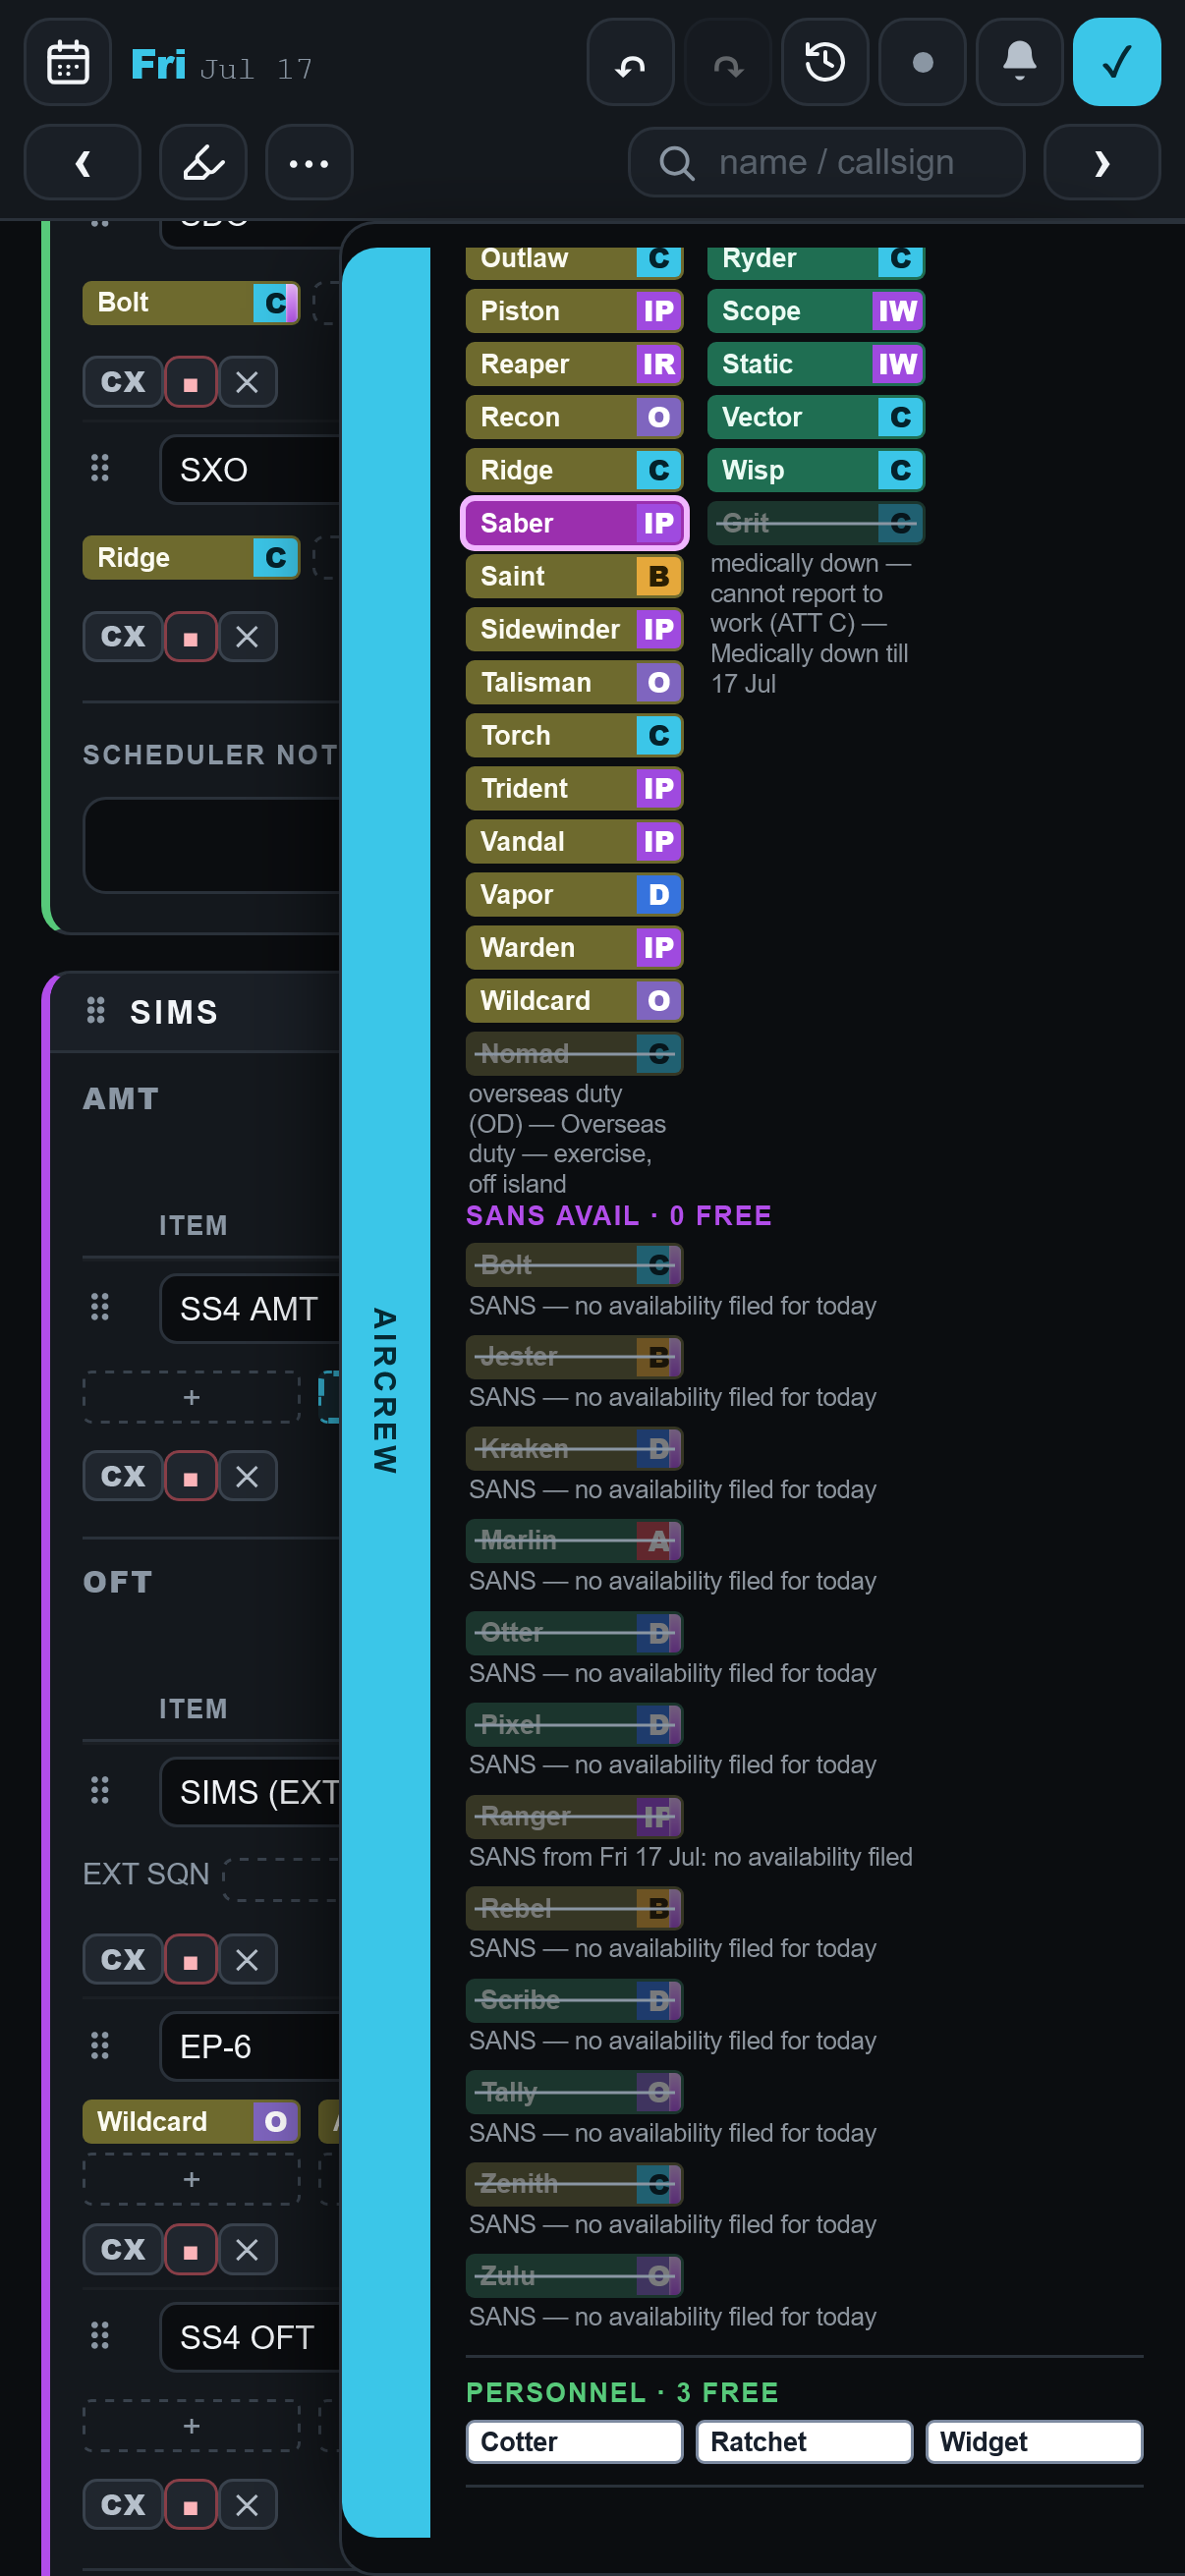 Fri Jul 17
name / callsign
Bolt C
CX
SXO
Ridge C
CX
SCHEDULER NOT
SIMS
AMT
ITEM
SS4 AMT
+
CX
OFT
ITEM
SIMS (EXT
EXT SQN
CX
EP-6
Wildcard O
+
CX
SS4 OFT
+
CX
AIRCREW
Outlaw C
Piston IP
Reaper IR
Recon O
Ridge C
Saber IP
Saint B
Sidewinder IP
Talisman O
Torch C
Trident IP
Vandal IP
Vapor D
Warden IP
Wildcard O
Nomad C
overseas duty
(OD) — Overseas
duty — exercise,
off island
Ryder C
Scope IW
Static IW
Vector C
Wisp C
Grit C
medically down —
cannot report to
work (ATT C) —
Medically down till
17 Jul
SANS AVAIL · 0 FREE
Bolt C
SANS — no availability filed for today
Jester B
SANS — no availability filed for today
Kraken D
SANS — no availability filed for today
Marlin A
SANS — no availability filed for today
Otter D
SANS — no availability filed for today
Pixel D
SANS — no availability filed for today
Ranger IP
SANS from Fri 17 Jul: no availability filed
Rebel B
SANS — no availability filed for today
Scribe D
SANS — no availability filed for today
Tally O
SANS — no availability filed for today
Zenith C
SANS — no availability filed for today
Zulu O
SANS — no availability filed for today
PERSONNEL · 3 FREE
Cotter
Ratchet
Widget